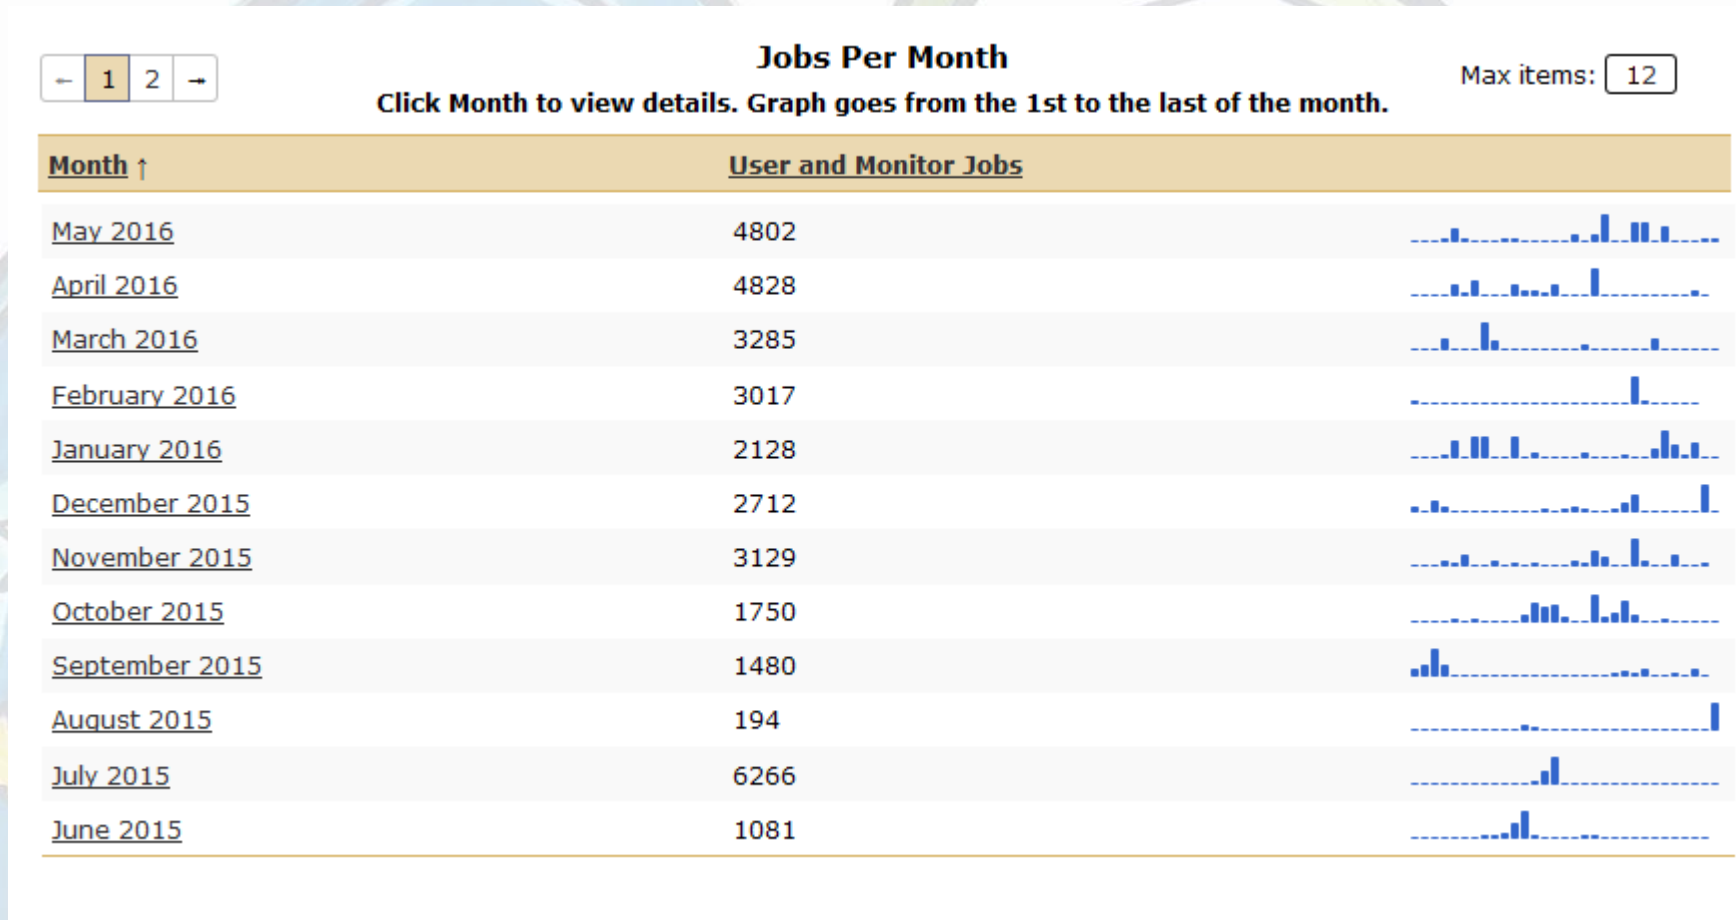 ← 1 2 →
Jobs Per Month
Click Month to view details. Graph goes from the 1st to the last of the month.
Max items: 12
Month ↑ User and Monitor Jobs
May 2016 4802
April 2016 4828
March 2016 3285
February 2016 3017
January 2016 2128
December 2015 2712
November 2015 3129
October 2015 1750
September 2015 1480
August 2015 194
July 2015 6266
June 2015 1081